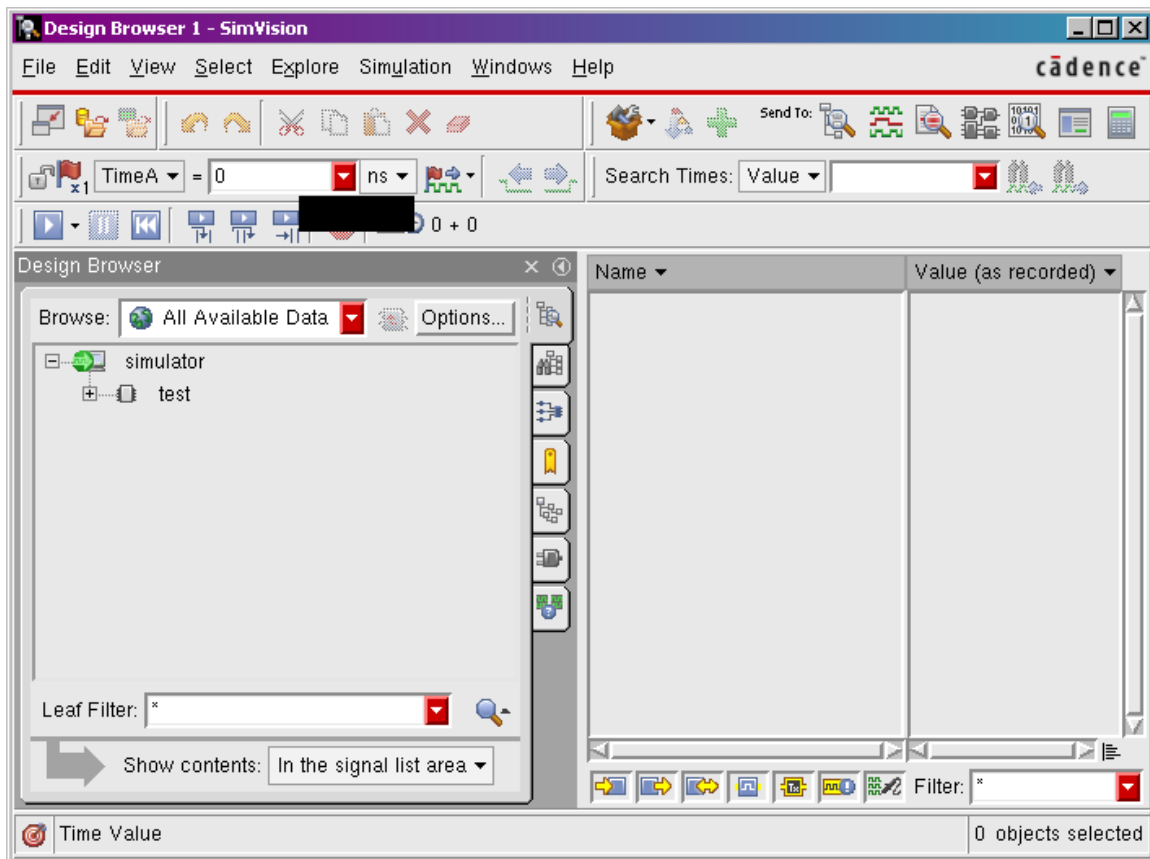 Design Browser 1 - SimVision
File Edit View Select Explore Simulation Windows Help cādence™
Send To:
x1 TimeA = 0 ns Search Times: Value
0 + 0
Design Browser
Name Value (as recorded)
Browse: All Available Data Options...
simulator
test
Leaf Filter: *
Show contents: In the signal list area
Filter: *
Time Value 0 objects selected